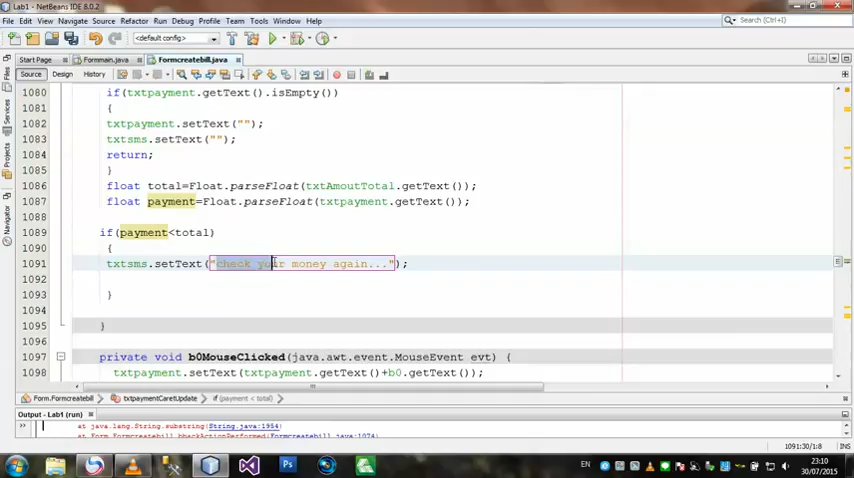 Lab1 - NetBeans IDE 8.0.2
File Edit View Navigate Source Refactor Run Debug Profile Team Tools Window Help
Search (Ctrl+I)
<default config>
Start Page Formmain.java Formcreatebill.java
Source Design History
Files
Services
Projects
Navigator
1080 if(txtpayment.getText().isEmpty())
1081 {
1082 txtpayment.setText("");
1083 txtsms.setText("");
1084 return;
1085 }
1086 float total=Float.parseFloat(txtAmoutTotal.getText());
1087 float payment=Float.parseFloat(txtpayment.getText());
1088
1089 if(payment<total)
1090 {
1091 txtsms.setText("check your money again...");
1092
1093 }
1094
1095 }
1096
1097 private void b0MouseClicked(java.awt.event.MouseEvent evt) {
1098 txtpayment.setText(txtpayment.getText()+b0.getText());
Form.Formcreatebill txtpaymentCaretUpdate if (payment < total)
Output - Lab1 (run)
at java.lang.String.substring(String.java:1954)
at Form.Formcreatebill.bbackActionPerformed(Formcreatebill.java:1074)
1091:30/1:8 INS
EN
23:10
30/07/2015